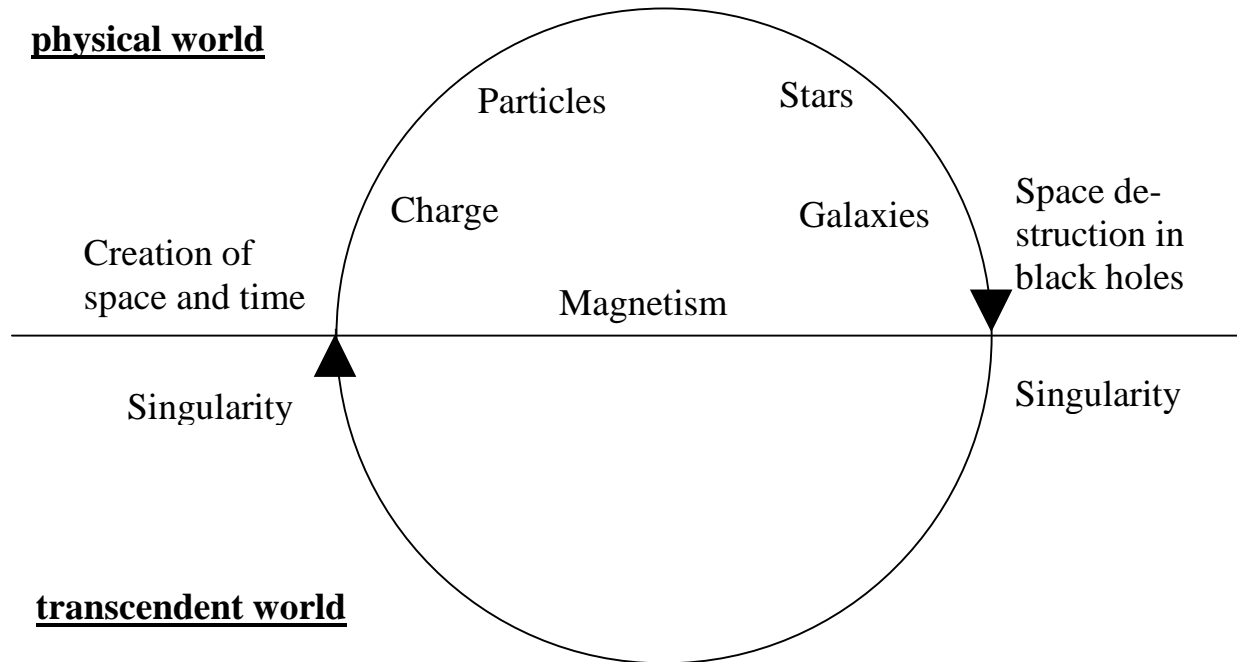 physical world
Particles
Stars
Charge
Galaxies
Space de-
struction in
black holes
Creation of
space and time
Magnetism
Singularity
Singularity
transcendent world